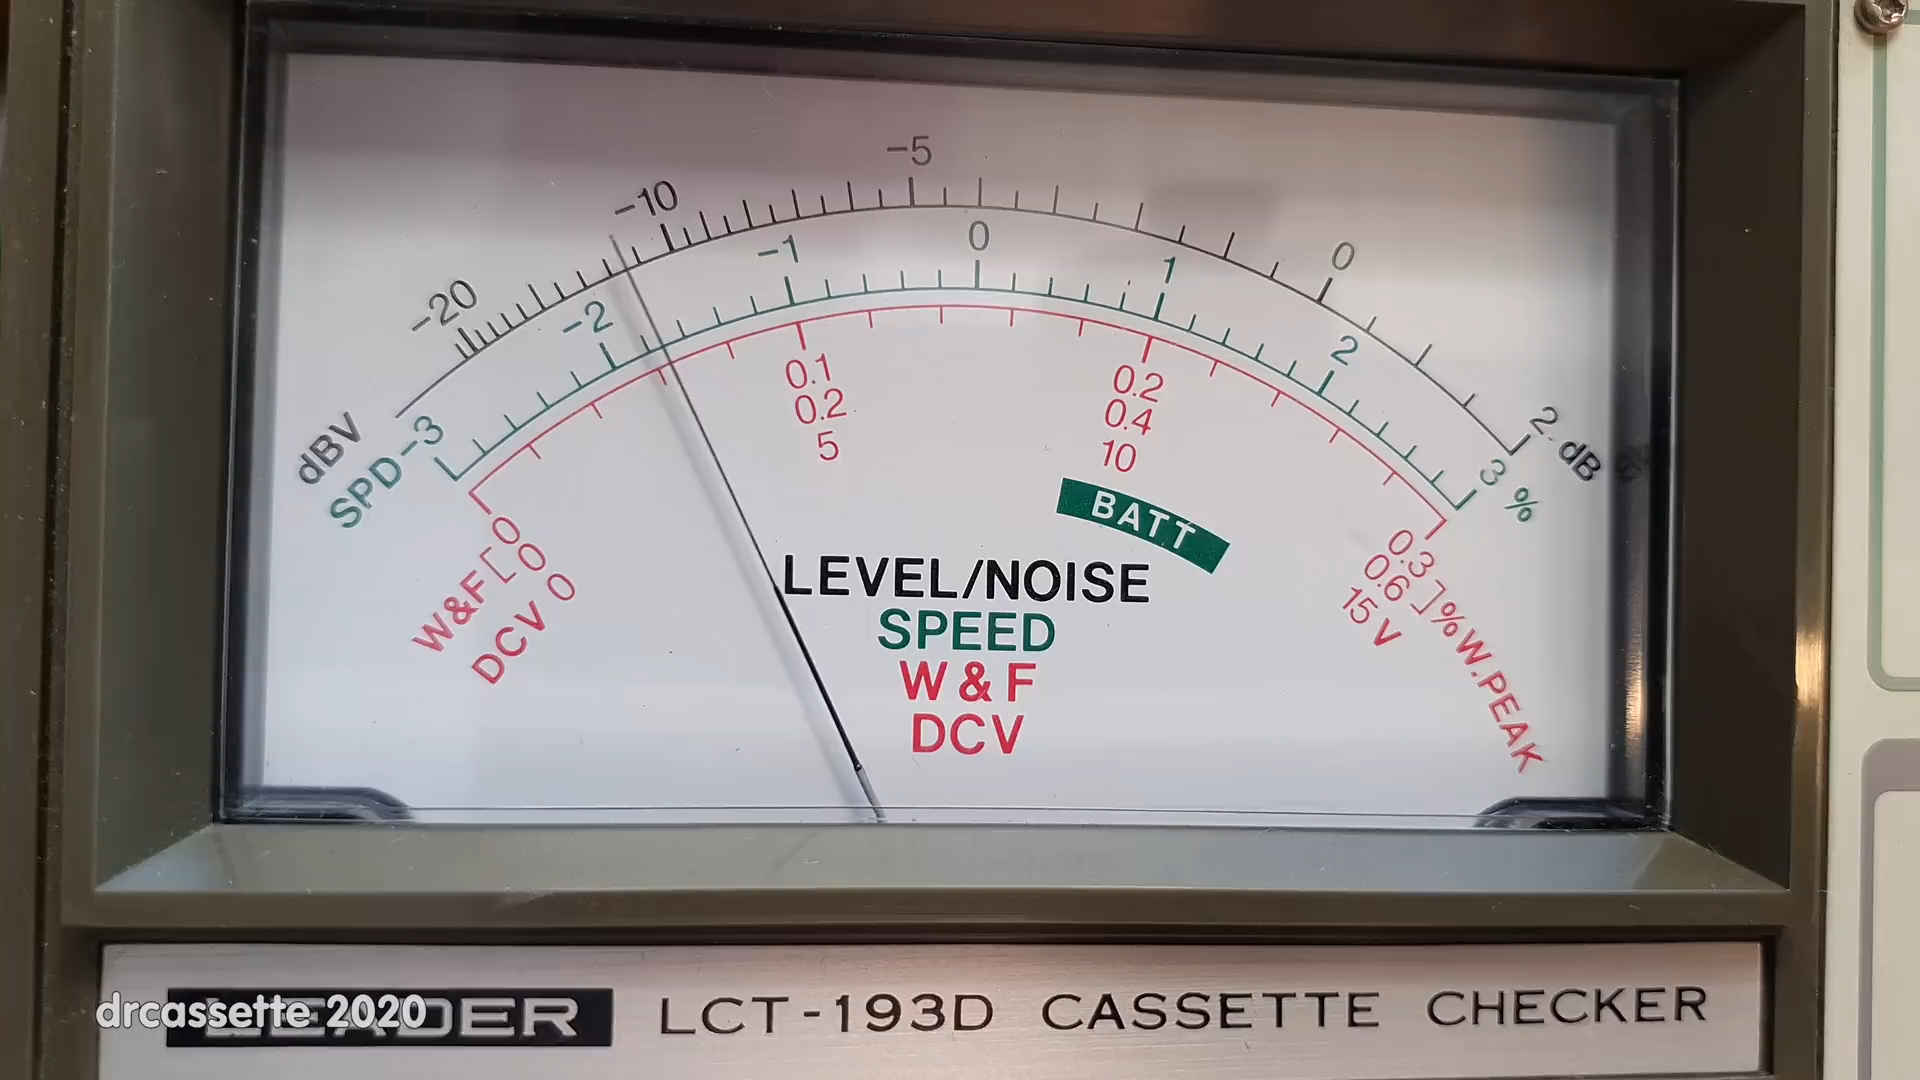 -5
-10
0
-1
0
-20
1
-2
2
0.1
0.2
0.2
0.4
5
10
dBV
SPD-3
2 dB
3 %
BATT
W&F [ 0
0
DCV 0
0.3
0.6 ] % W.PEAK
15 V
LEVEL/NOISE
SPEED
W & F
DCV
drcassette 2020
LEADER LCT-193D CASSETTE CHECKER